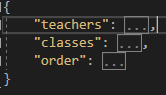 {
"teachers": ...,
"classes": ...,
"order": ...
}